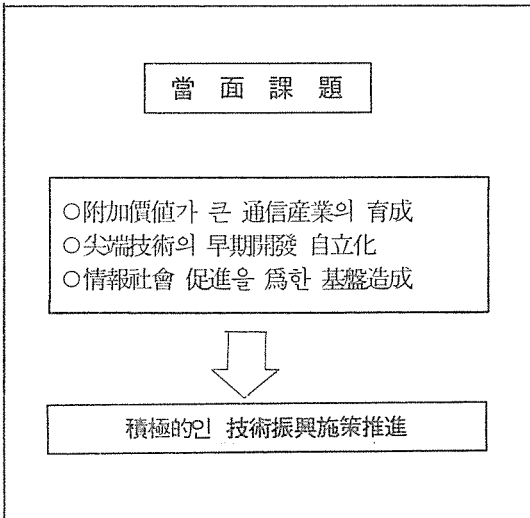 當 面 課 題
○附加價値가 큰 通信産業의 育成
○尖端技術의 早期開發 自立化
○情報社會 促進을 爲한 基盤造成
積極的인 技術振興施策推進